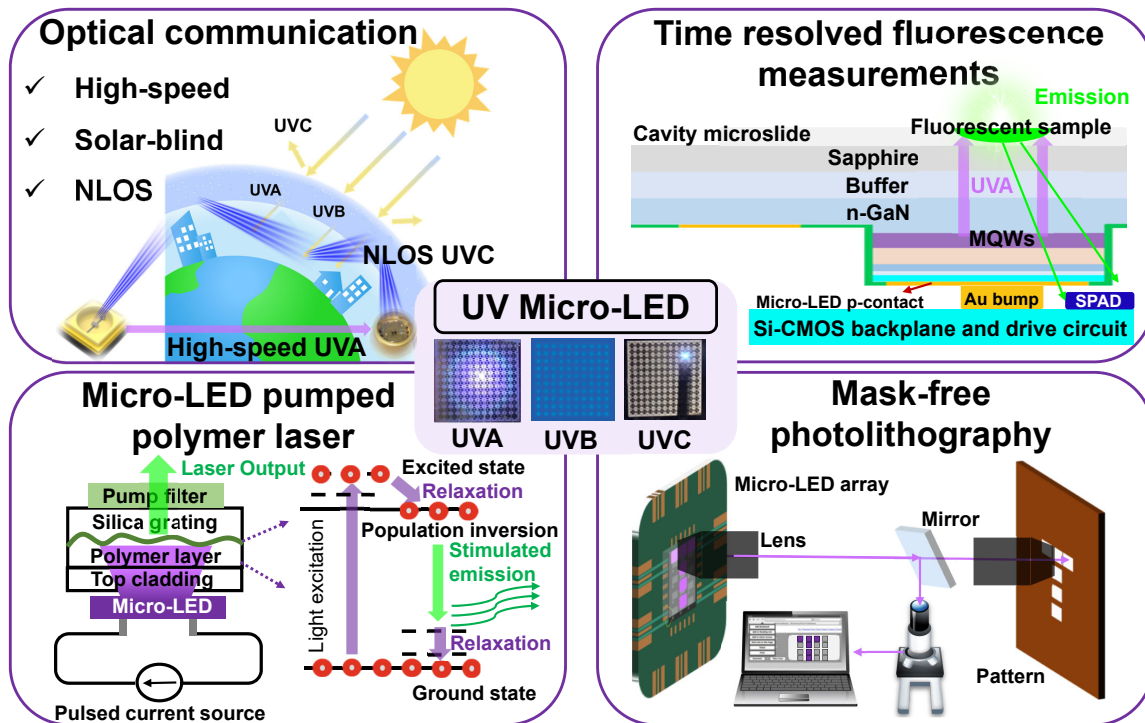 Optical communication
✓ High-speed
✓ Solar-blind
✓ NLOS
UVC
UVA
UVB
NLOS UVC
High-speed UVA
Time resolved fluorescence
measurements
Emission
Cavity microslide
Fluorescent sample
Sapphire
Buffer
UVA
n-GaN
MQWs
Micro-LED p-contact
Au bump
SPAD
Si-CMOS backplane and drive circuit
UV Micro-LED
UVA
UVB
UVC
Micro-LED pumped
polymer laser
Laser Output
Pump filter
Silica grating
Polymer layer
Top cladding
Micro-LED
Pulsed current source
Light excitation
Excited state
Relaxation
Population inversion
Stimulated
emission
Relaxation
Ground state
Mask-free
photolithography
Micro-LED array
Lens
Mirror
Pattern